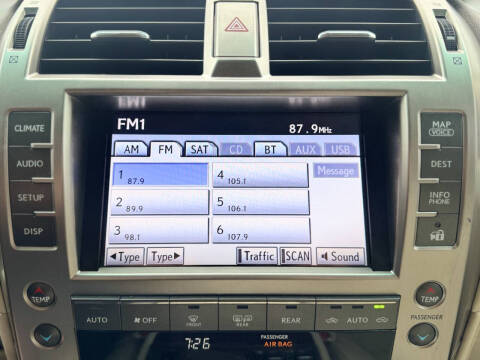 FM1
87.9MHz
AM FM SAT CD BT AUX USB
1 87.9
4 105.1
Message
2 89.9
5 106.1
3 98.1
6 107.9
◀Type Type▶ Traffic SCAN Sound
CLIMATE
AUDIO
SETUP
DISP
MAP
VOICE
DEST
INFO
PHONE
TEMP
AUTO OFF FRONT REAR REAR AUTO
PASSENGER
TEMP
7:26
PASSENGER
AIR BAG